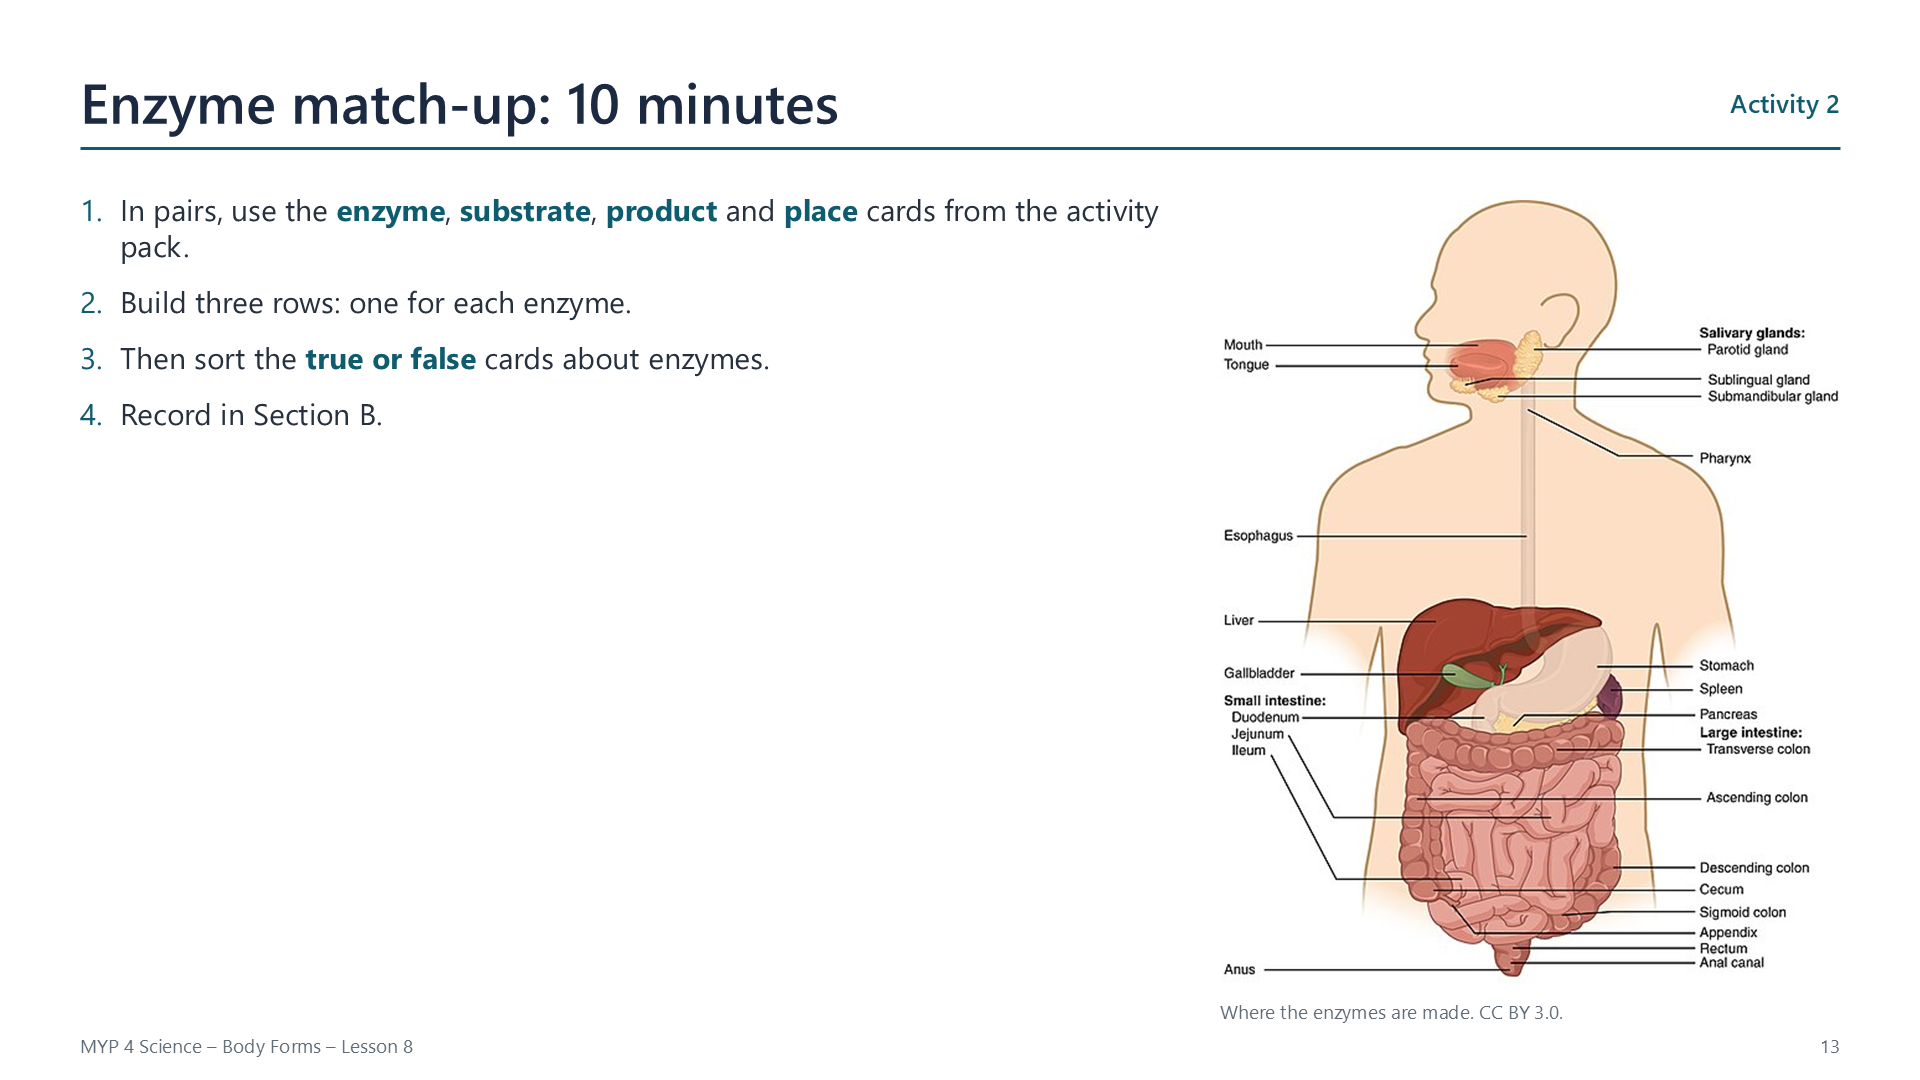 Enzyme match-up: 10 minutes
Activity 2
1. In pairs, use the enzyme, substrate, product and place cards from the activity
pack.
2. Build three rows: one for each enzyme.
3. Then sort the true or false cards about enzymes.
4. Record in Section B.
Mouth
Tongue
Esophagus
Liver
Gallbladder
Small intestine:
Duodenum
Jejunum
Ileum
Anus
Salivary glands:
Parotid gland
Sublingual gland
Submandibular gland
Pharynx
Stomach
Spleen
Pancreas
Large intestine:
Transverse colon
Ascending colon
Descending colon
Cecum
Sigmoid colon
Appendix
Rectum
Anal canal
Where the enzymes are made. CC BY 3.0.
MYP 4 Science – Body Forms – Lesson 8
13